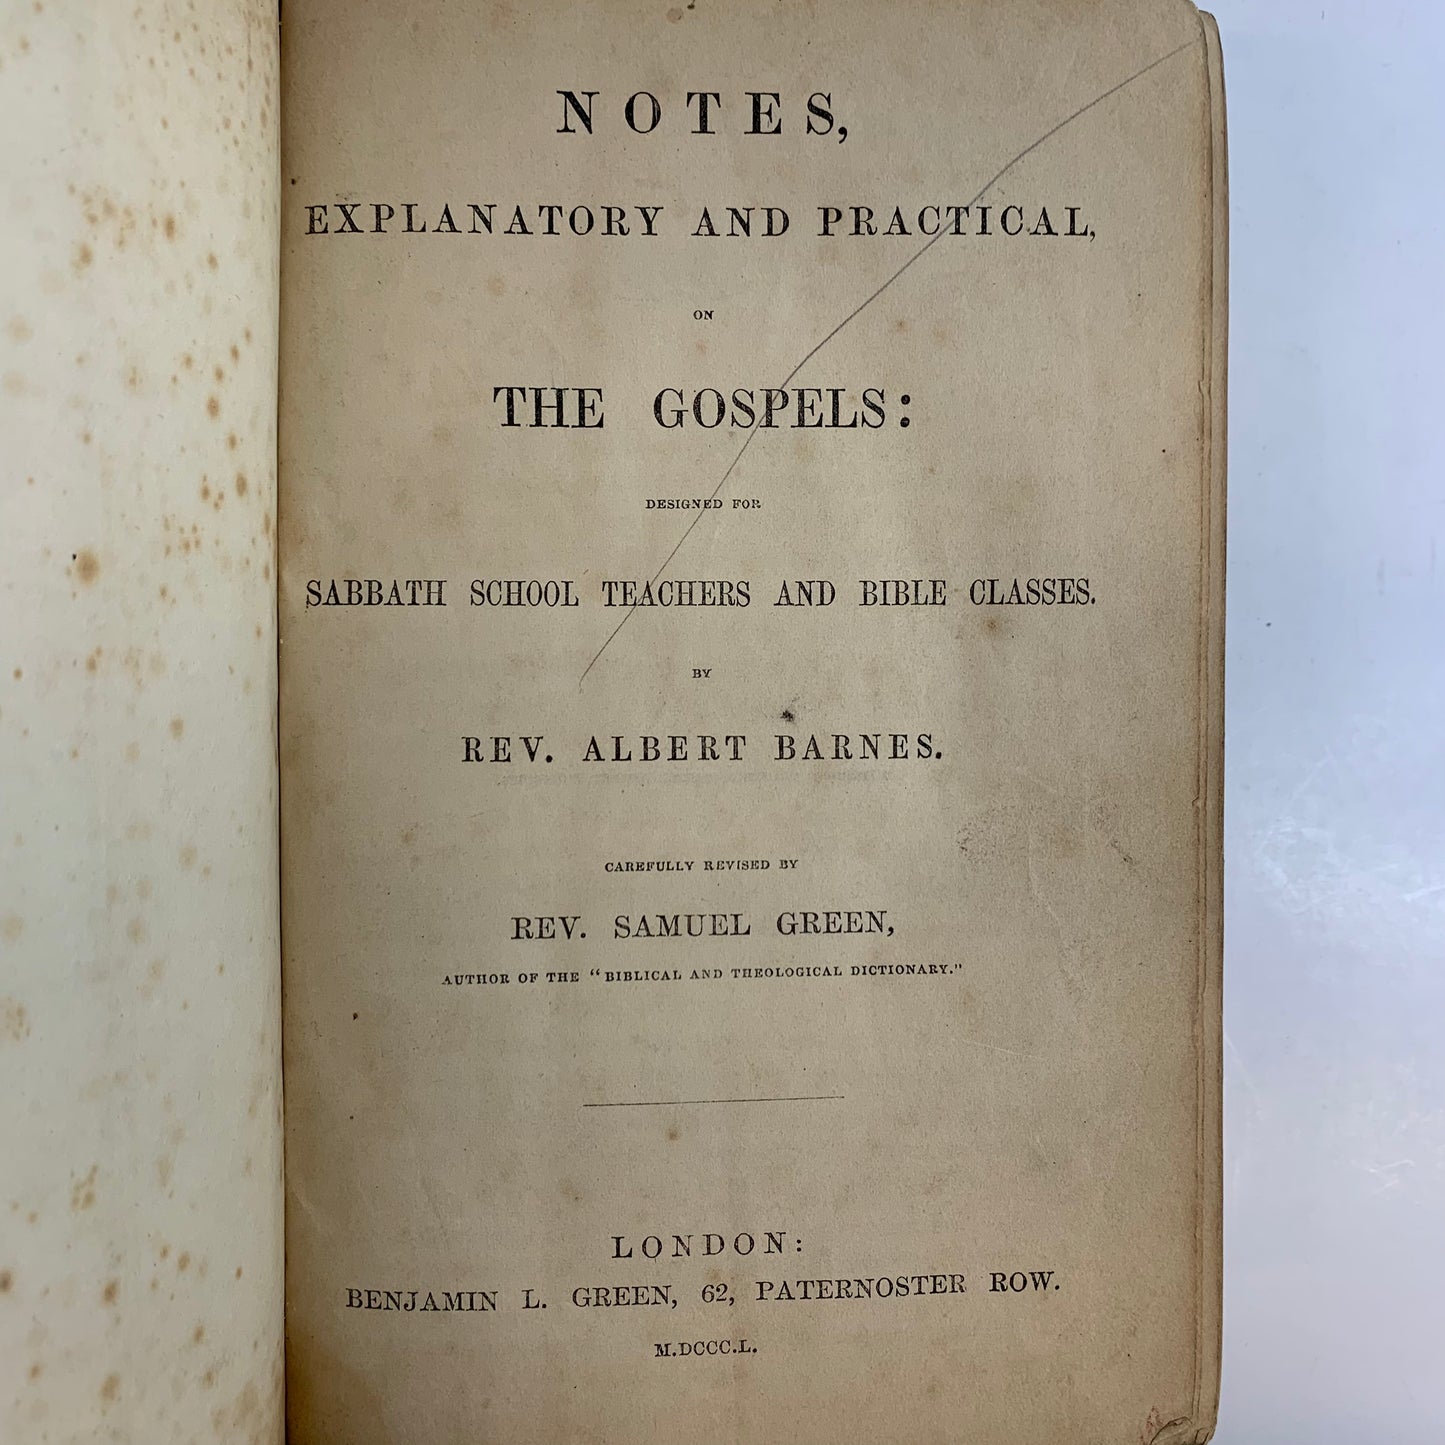 NOTES,
EXPLANATORY AND PRACTICAL,
ON
THE GOSPELS:
DESIGNED FOR
SABBATH SCHOOL TEACHERS AND BIBLE CLASSES.
BY
REV. ALBERT BARNES.
CAREFULLY REVISED BY
REV. SAMUEL GREEN,
AUTHOR OF THE "BIBLICAL AND THEOLOGICAL DICTIONARY."
LONDON:
BENJAMIN L. GREEN, 62, PATERNOSTER ROW.
M.DCCC.L.